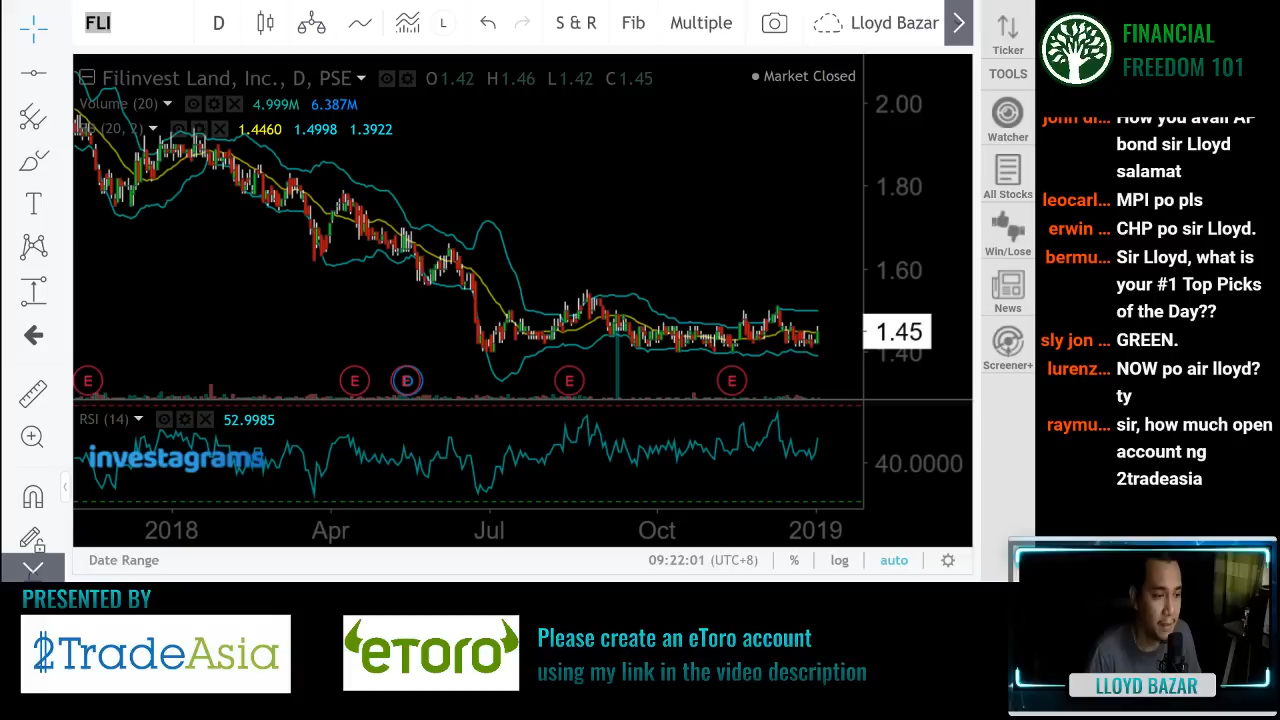 FLI
D
L
S & R
Fib
Multiple
Lloyd Bazar
Filinvest Land, Inc., D, PSE
O1.42 H1.46 L1.42 C1.45
Market Closed
Volume (20)
4.999M 6.387M
(20, 2)
1.4460 1.4998 1.3922
2.00
1.80
1.60
1.45
1.40
E
E
D
E
E
RSI (14)
52.9985
investagrams
40.0000
2018 Apr Jul Oct 2019
Date Range
09:22:01 (UTC+8)
%
log
auto
Ticker
TOOLS
Watcher
All Stocks
Win/Lose
News
Screener+
FINANCIAL
FREEDOM 101
john di... How you avail AP
bond sir Lloyd
salamat
leocarl... MPI po pls
erwin ... CHP po sir Lloyd.
bermu... Sir Lloyd, what is
your #1 Top Picks
of the Day??
sly jon ... GREEN.
lurenz... NOW po air lloyd?
ty
raymu... sir, how much open
account ng
2tradeasia
PRESENTED BY
2TradeAsia
eToro
Please create an eToro account
using my link in the video description
LLOYD BAZAR